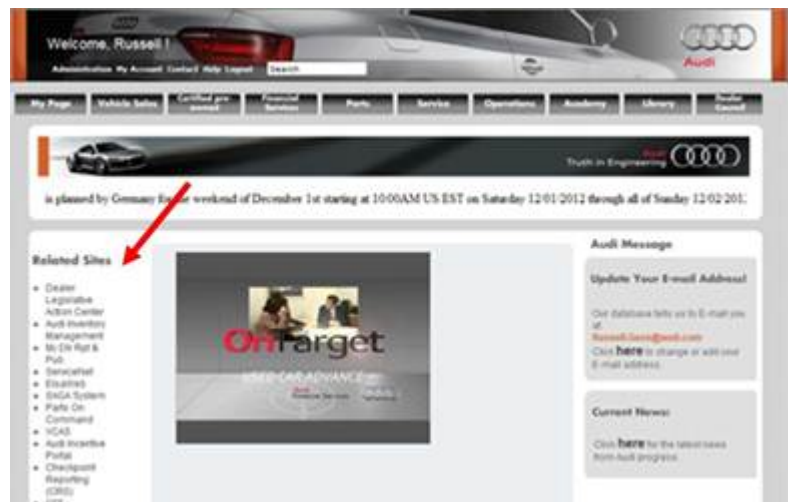 Welcome, Russell !
Administration My Account Contact Help Logout Search
Audi
My Page Vehicle Sales Certified pre-owned Financial Services Parts Service Operations Academy Library Dealer Council
Audi
Truth in Engineering
is planned by Germany for the weekend of December 1st starting at 10:00AM US EST on Saturday 12/01/2012 through all of Sunday 12/02/201
Related Sites
Dealer
Legislative
Action Center
Audi Inventory
Management
Pub.
ServiceNet
ElsaWeb
SAGA System
Parts On
Command
VCAS
Audi Incentive
Portal
Checkpoint
Reporting
(CRS)
OnTarget
USED CAR ADVANCE
Audi
Financial Services
Audi Message
Update Your E-mail Address!
Our database tells us to E-mail you
at:
Click here to change or add your
E-mail address.
Current News:
Click here for the latest news
from Audi progress.